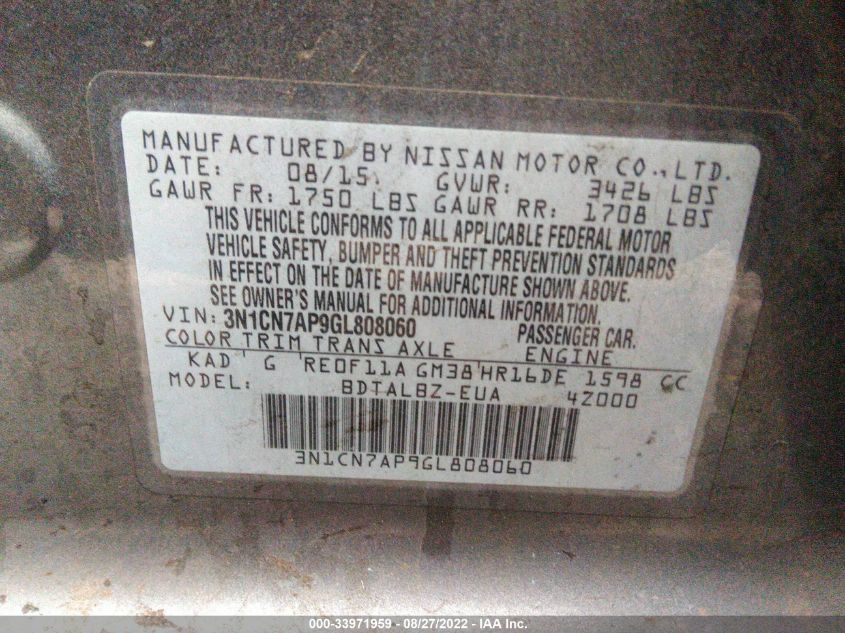 MANUFACTURED BY NISSAN MOTOR CO.,LTD.
DATE: 08/15 GVWR: 3426 LBS
GAWR FR: 1750 LBS GAWR RR: 1708 LBS
THIS VEHICLE CONFORMS TO ALL APPLICABLE FEDERAL MOTOR
VEHICLE SAFETY, BUMPER AND THEFT PREVENTION STANDARDS
IN EFFECT ON THE DATE OF MANUFACTURE SHOWN ABOVE.
SEE OWNER'S MANUAL FOR ADDITIONAL INFORMATION.
VIN: 3N1CN7AP9GL808060 PASSENGER CAR.
COLOR TRIM TRANS AXLE ENGINE
KAD G RE0F11A GM38 HR16DE 1598 CC
MODEL: BDTALBZ-EUA 4Z000
3N1CN7AP9GL808060
000-33971959 - 08/27/2022 - IAA Inc.